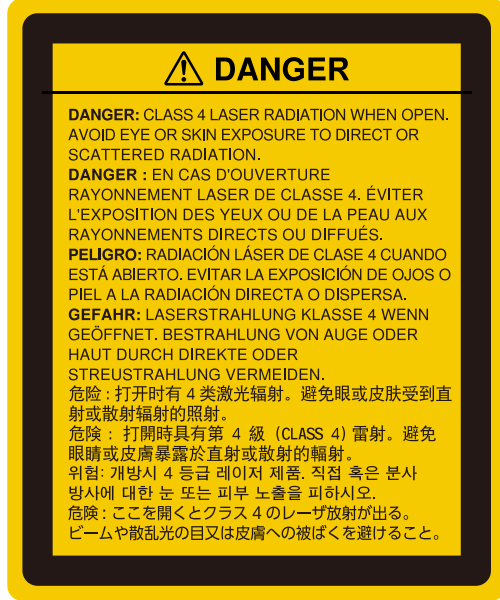 DANGER
DANGER: CLASS 4 LASER RADIATION WHEN OPEN.
AVOID EYE OR SKIN EXPOSURE TO DIRECT OR
SCATTERED RADIATION.
DANGER : EN CAS D'OUVERTURE
RAYONNEMENT LASER DE CLASSE 4. ÉVITER
L'EXPOSITION DES YEUX OU DE LA PEAU AUX
RAYONNEMENTS DIRECTS OU DIFFUÉS.
PELIGRO: RADIACIÓN LÁSER DE CLASE 4 CUANDO
ESTÁ ABIERTO. EVITAR LA EXPOSICIÓN DE OJOS O
PIEL A LA RADIACIÓN DIRECTA O DISPERSA.
GEFAHR: LASERSTRAHLUNG KLASSE 4 WENN
GEÖFFNET. BESTRAHLUNG VON AUGE ODER
HAUT DURCH DIREKTE ODER
STREUSTRAHLUNG VERMEIDEN.
危险 : 打开时有 4 类激光辐射。避免眼或皮肤受到直
射或散射辐射的照射。
危険 : 打開時具有第 4 級 (CLASS 4) 雷射。避免
眼睛或皮膚暴露於直射或散射的輻射。
위험: 개방시 4 등급 레이저 제품. 직접 혹은 분사
방사에 대한 눈 또는 피부 노출을 피하시오.
危険 : ここを開くとクラス 4 のレーザ放射が出る。
ビームや散乱光の目又は皮膚への被ばくを避けること。